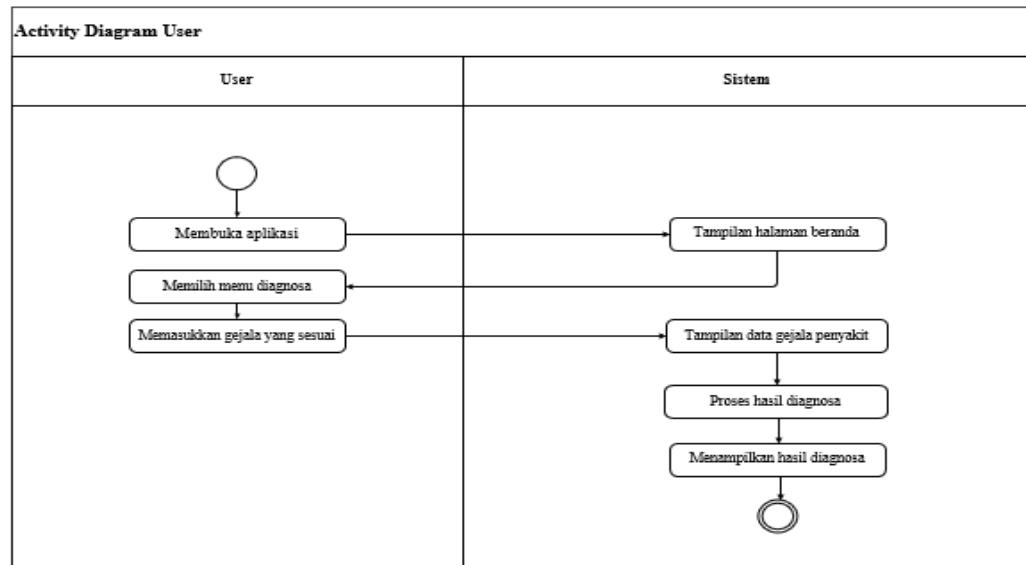 Activity Diagram User
User
Sistem
Membuka aplikasi
Tampilan halaman beranda
Memilih menu diagnosa
Memasukkan gejala yang sesuai
Tampilan data gejala penyakit
Proses hasil diagnosa
Menampilkan hasil diagnosa